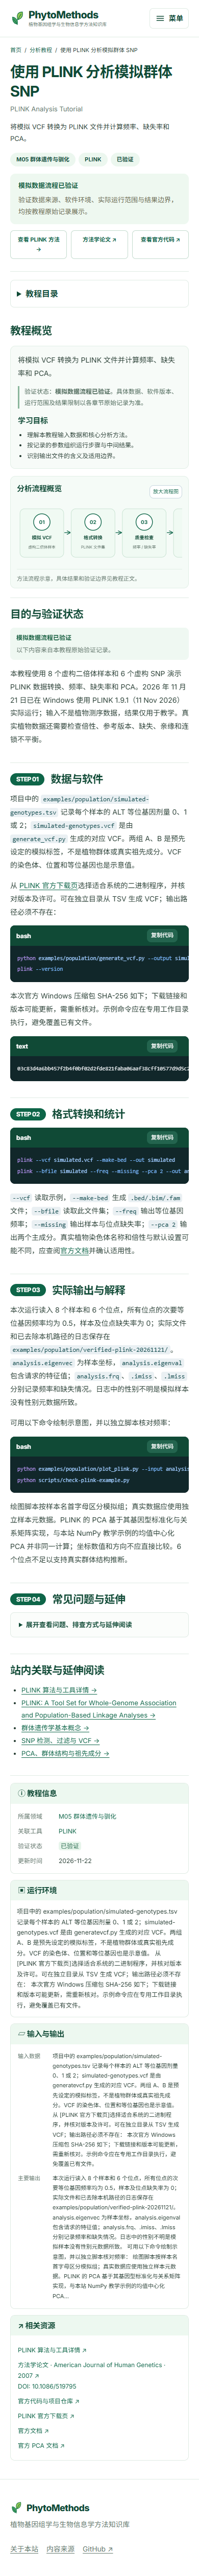 PhytoMethods
植物基因组学与生物信息学方法知识库
菜单
首页 / 分析教程 / 使用 PLINK 分析模拟群体 SNP
使用 PLINK 分析模拟群体
SNP
PLINK Analysis Tutorial
将模拟 VCF 转换为 PLINK 文件并计算频率、缺失率和
PCA。
M05 群体遗传与驯化
PLINK
已验证
模拟数据流程已验证
验证数据来源、软件环境、实际运行范围与结果边界，
均按教程原始记录展示。
查看 PLINK 方法
→
方法学论文 ↗
查看官方代码 ↗
▶ 教程目录
教程概览
将模拟 VCF 转换为 PLINK 文件并计算频率、缺失率
和 PCA。
验证状态：模拟数据流程已验证。具体数据、软件版本、
运行范围及结果限制以各章节原始记录为准。
学习目标
• 理解本教程输入数据和核心分析方法。
• 按记录的参数组织运行步骤与中间结果。
• 识别输出文件的含义及适用边界。
分析流程概览
放大流程图
01
模拟 VCF
02
格式转换
03
质量检查
方法流程示意，具体结果和验证边界见教程正文。
目的与验证状态
模拟数据流程已验证
以下内容来自本教程原始验证记录。
本教程使用 8 个虚构二倍体样本和 6 个虚构 SNP 演示
PLINK 数据转换、频率、缺失率和 PCA。2026 年 11 月
21 日已在 Windows 使用 PLINK 1.9.1（11 Nov 2026）
实际运行；输入不是植物测序数据，结果仅用于教学。真
实植物数据还需要检查倍性、参考版本、缺失、亲缘和连
锁不平衡。
STEP 01 数据与软件
项目中的 examples/population/simulated-
genotypes.tsv 记录每个样本的 ALT 等位基因剂量 0、1
或 2；simulated-genotypes.vcf 是由
generate_vcf.py 生成的对应 VCF。两组 A、B 是预先
设定的模拟标签，不是植物群体或真实祖先成分。VCF
的染色体、位置和等位基因也是示意值。
从 PLINK 官方下载页选择适合系统的二进制程序，并核
对版本及许可。可在独立目录从 TSV 生成 VCF；输出路
径必须不存在：
bash
复制代码
python examples/population/generate_vcf.py --output simul
plink --version
本次官方 Windows 压缩包 SHA-256 如下；下载链接和
版本可能更新，需重新核对。示例命令应在专用工作目录
执行，避免覆盖已有文件。
text
复制代码
STEP 02 格式转换和统计
bash
复制代码
plink --vcf simulated.vcf --make-bed --out simulated
plink --bfile simulated --freq --missing --pca 2 --out an
--vcf 读取示例，--make-bed 生成 .bed/.bim/.fam
文件；--bfile 读取此文件集；--freq 输出等位基因频
率；--missing 输出样本与位点缺失率；--pca 2 输
出两个主成分。真实植物染色体名称和倍性与默认设置可
能不同，应查阅官方文档并确认适用性。
STEP 03 实际输出与解释
本次运行读入 8 个样本和 6 个位点，所有位点的次要等
位基因频率均为 0.5，样本及位点缺失率为 0；实际文件
和已去除本机路径的日志保存在
examples/population/verified-plink-20261121/。
analysis.eigenvec 为样本坐标，analysis.eigenval
包含请求的特征值；analysis.frq、.imiss、.lmiss
分别记录频率和缺失情况。日志中的性别不明是模拟样本
没有性别元数据所致。
可用以下命令绘制示意图，并以独立脚本核对频率：
bash
复制代码
python examples/population/plot_plink.py --input analysis
python scripts/check-plink-example.py
绘图脚本按样本名首字母区分模拟组；真实数据应使用独
立样本元数据。PLINK 的 PCA 基于其基因型标准化与关
系矩阵实现，与本站 NumPy 教学示例的均值中心化
PCA 并非同一计算；坐标值和方向不应直接比较。6
个位点不足以支持真实群体结构推断。
STEP 04 常见问题与延伸
▶ 展开查看问题、排查方式与延伸阅读
站内关联与延伸阅读
• PLINK 算法与工具详情 →
• PLINK: A Tool Set for Whole-Genome Association
and Population-Based Linkage Analyses →
• 群体遗传学基本概念 →
• SNP 检测、过滤与 VCF →
• PCA、群体结构与祖先成分 →
教程信息
所属领域 M05 群体遗传与驯化
关联工具 PLINK
验证状态 已验证
更新时间 2026-11-22
运行环境
项目中的 examples/population/simulated-genotypes.tsv
记录每个样本的 ALT 等位基因剂量 0、1 或 2；simulated-
genotypes.vcf 是由 generatevcf.py 生成的对应 VCF。两组
A、B 是预先设定的模拟标签，不是植物群体或真实祖先成
分。VCF 的染色体、位置和等位基因也是示意值。 从
[PLINK 官方下载页]选择适合系统的二进制程序，并核对版
本及许可。可在独立目录从 TSV 生成 VCF；输出路径必须不
存在： 本次官方 Windows 压缩包 SHA-256 如下；下载链接
和版本可能更新，需重新核对。示例命令应在专用工作目录执
行，避免覆盖已有文件。
输入与输出
输入数据
项目中的 examples/population/simulated-
genotypes.tsv 记录每个样本的 ALT 等位基因剂量
0、1 或 2；simulated-genotypes.vcf 是由
generatevcf.py 生成的对应 VCF。两组 A、B 是预
先设定的模拟标签，不是植物群体或真实祖先成
分。VCF 的染色体、位置和等位基因也是示意值。
从 [PLINK 官方下载页]选择适合系统的二进制程
序，并核对版本及许可。可在独立目录从 TSV 生成
VCF；输出路径必须不存在： 本次官方 Windows
压缩包 SHA-256 如下；下载链接和版本可能更新，
需重新核对。示例命令应在专用工作目录执行，避
免覆盖已有文件。
主要输出
本次运行读入 8 个样本和 6 个位点，所有位点的次
要等位基因频率均为 0.5，样本及位点缺失率为 0；
实际文件和已去除本机路径的日志保存在
examples/population/verified-plink-20261121/。
analysis.eigenvec 为样本坐标，analysis.eigenval
包含请求的特征值；analysis.frq、.imiss、.lmiss
分别记录频率和缺失情况。日志中的性别不明是模
拟样本没有性别元数据所致。 可用以下命令绘制示
意图，并以独立脚本核对频率： 绘图脚本按样本名
首字母区分模拟组；真实数据应使用独立样本元数
据。PLINK 的 PCA 基于其基因型标准化与关系矩阵
实现，与本站 NumPy 教学示例的均值中心化
PCA…
↗ 相关资源
PLINK 算法与工具详情 ↗
方法学论文 · American Journal of Human Genetics ·
2007 ↗
DOI: 10.1086/519795
官方代码与项目仓库 ↗
PLINK 官方下载页 ↗
官方文档 ↗
官方 PCA 文档 ↗
PhytoMethods
植物基因组学与生物信息学方法知识库
关于本站 内容来源 GitHub ↗